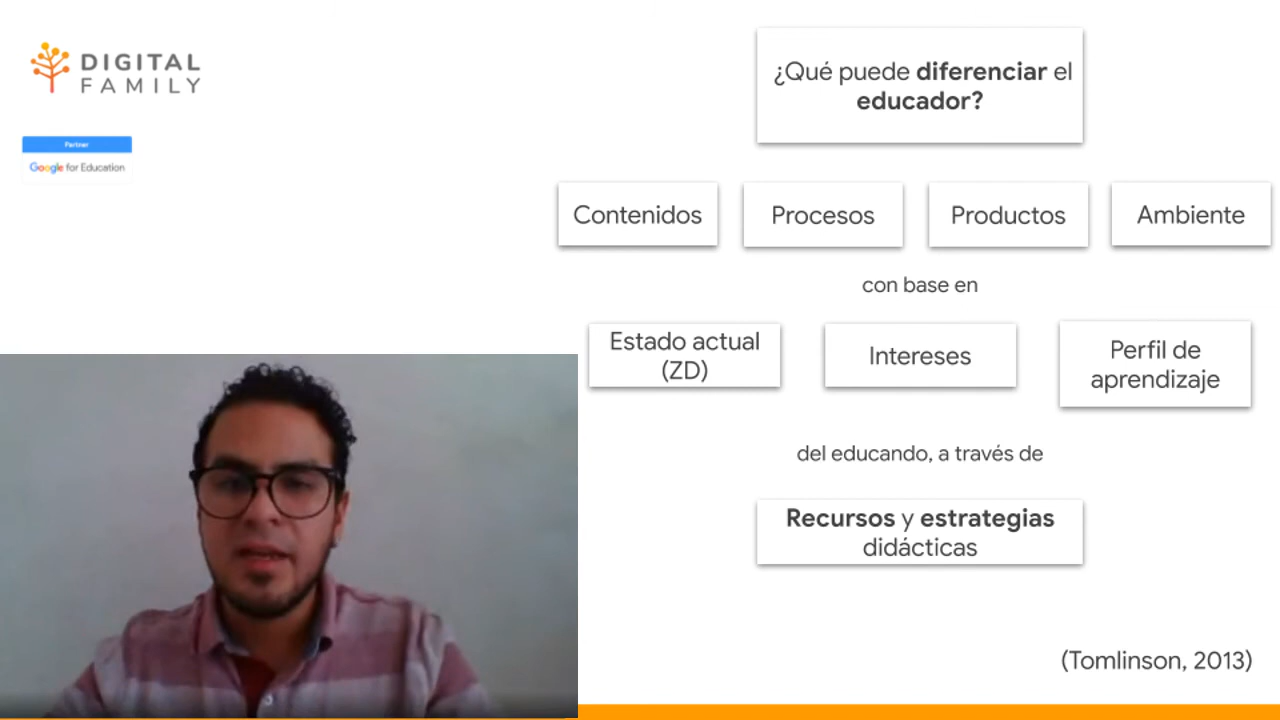 DIGITAL
FAMILY
Partner
Google for Education
¿Qué puede diferenciar el
educador?
Contenidos
Procesos
Productos
Ambiente
con base en
Estado actual
(ZD)
Intereses
Perfil de
aprendizaje
del educando, a través de
Recursos y estrategias
didácticas
(Tomlinson, 2013)